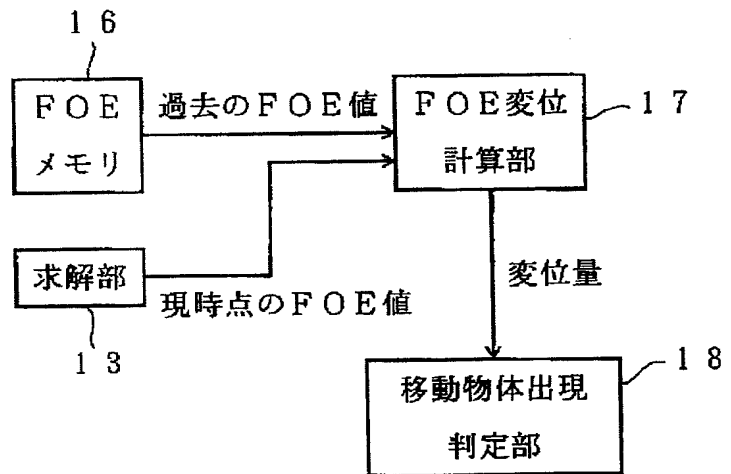 １６
ＦＯＥ
メモリ
過去のＦＯＥ値
ＦＯＥ変位
計算部
１７
求解部
１３
現時点のＦＯＥ値
変位量
移動物体出現
判定部
１８